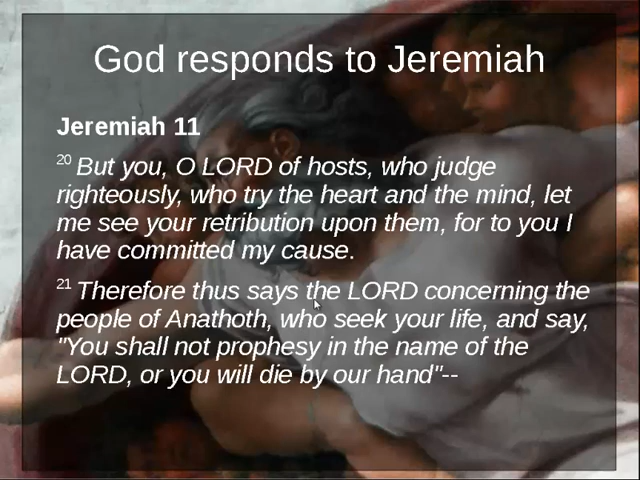 God responds to Jeremiah
Jeremiah 11
20 But you, O LORD of hosts, who judge
righteously, who try the heart and the mind, let
me see your retribution upon them, for to you I
have committed my cause.
21 Therefore thus says the LORD concerning the
people of Anathoth, who seek your life, and say,
"You shall not prophesy in the name of the
LORD, or you will die by our hand"--